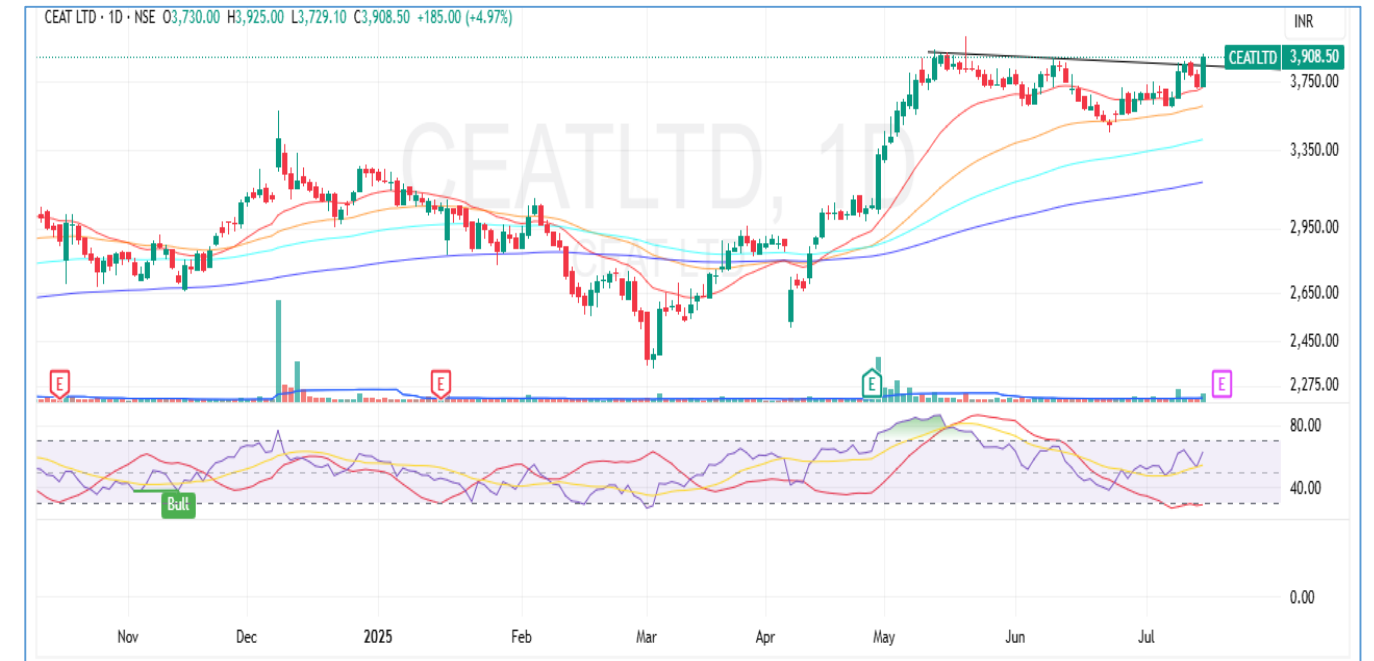 CEAT LTD · 1D · NSE O3,730.00 H3,925.00 L3,729.10 C3,908.50 +185.00 (+4.97%)
INR
CEATLTD 3,908.50
3,750.00
CEATLTD, 1D
3,350.00
2,950.00
CEAT LTD
2,650.00
2,450.00
E E E E
2,275.00
80.00
40.00
Bull
0.00
Nov Dec 2025 Feb Mar Apr May Jun Jul